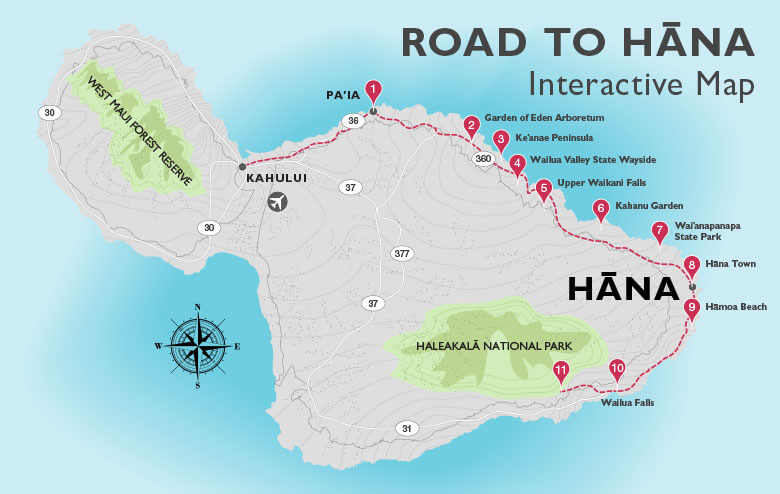 ROAD TO HĀNA
Interactive Map
PA'IA
1
36
30
WEST MAUI FOREST RESERVE
2
Garden of Eden Arboretum
3
Ke'anae Peninsula
360
4
Wailua Valley State Wayside
KAHULUI
37
5
Upper Waikani Falls
6
Kahanu Garden
30
7
Wai'anapanapa
State Park
377
8
Hāna Town
HĀNA
37
9
Hāmoa Beach
N
W
E
S
HALEAKALĀ NATIONAL PARK
11
10
Wailua Falls
31